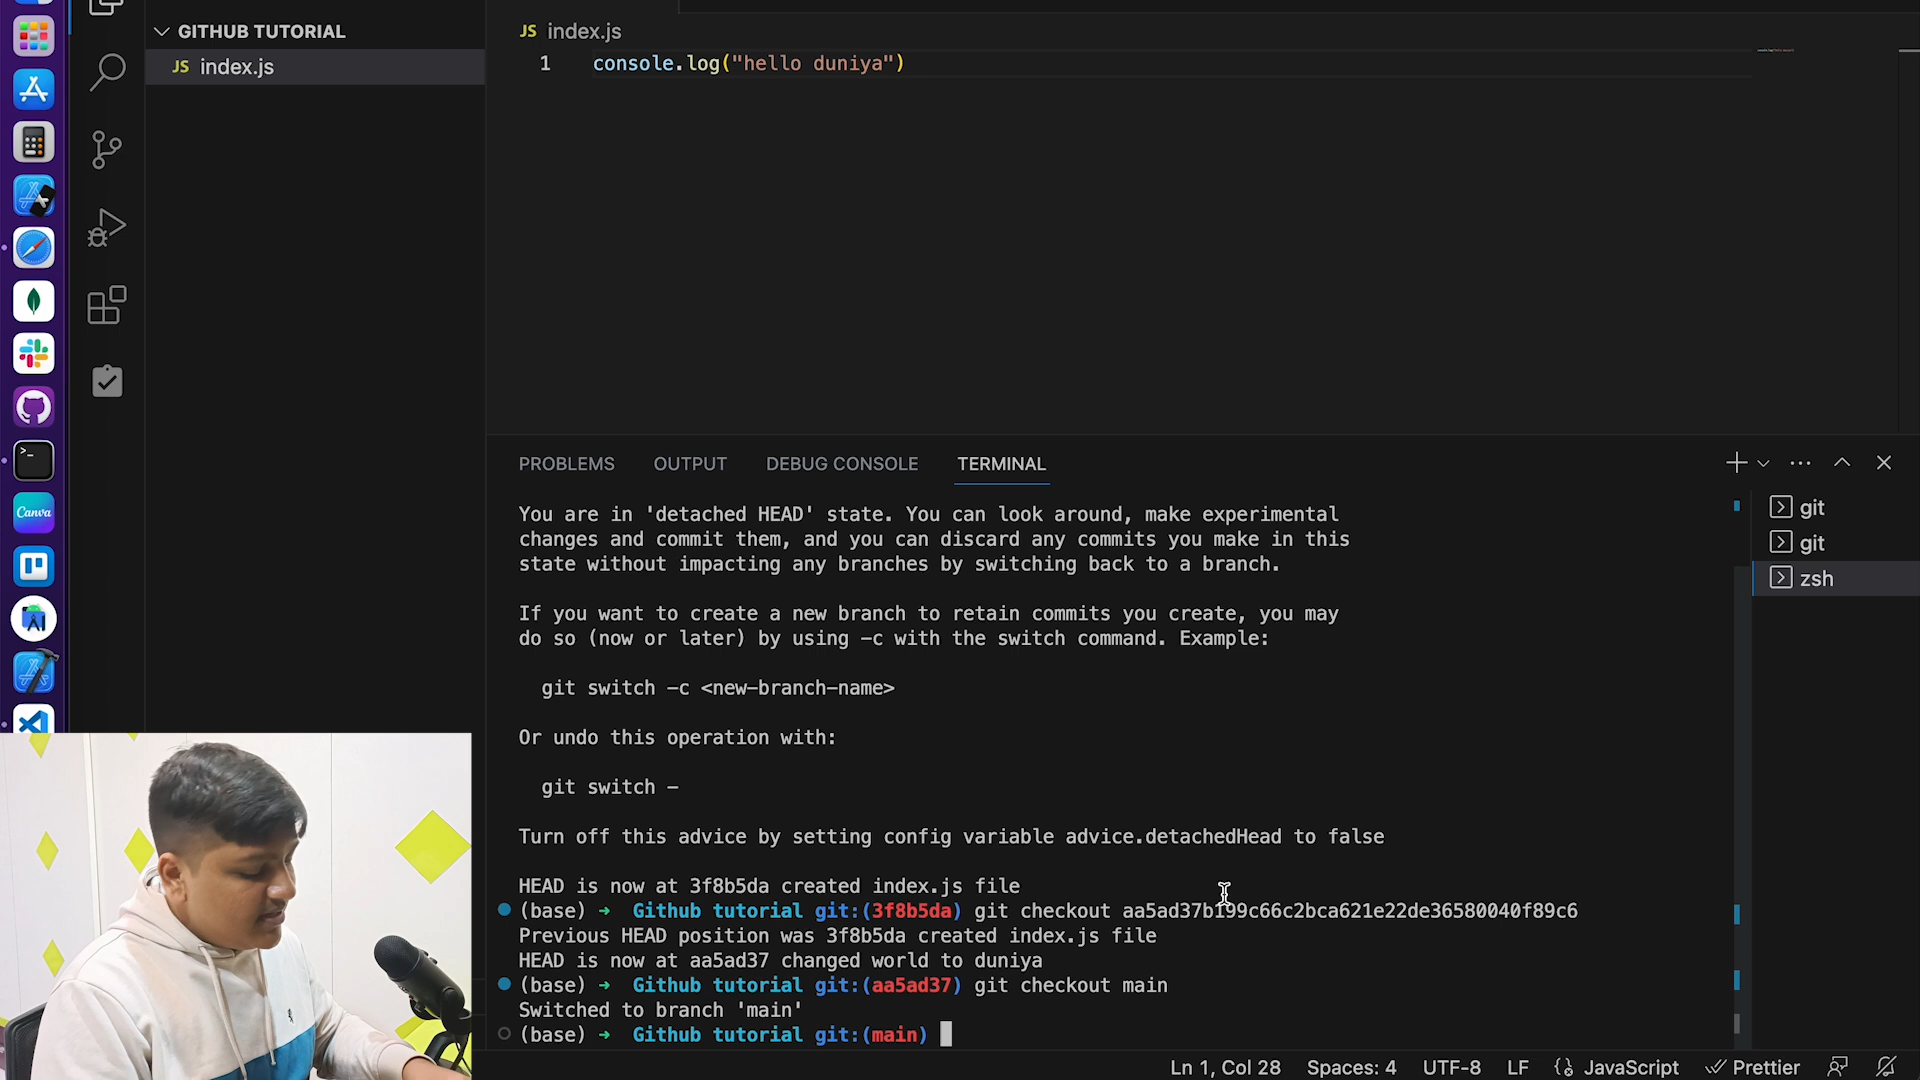 GITHUB TUTORIAL
JS index.js
JS index.js
1 console.log("hello duniya")
PROBLEMS OUTPUT DEBUG CONSOLE TERMINAL
git
git
zsh
You are in 'detached HEAD' state. You can look around, make experimental
changes and commit them, and you can discard any commits you make in this
state without impacting any branches by switching back to a branch.
If you want to create a new branch to retain commits you create, you may
do so (now or later) by using -c with the switch command. Example:
git switch -c <new-branch-name>
Or undo this operation with:
git switch -
Turn off this advice by setting config variable advice.detachedHead to false
HEAD is now at 3f8b5da created index.js file
(base) ➜ Github tutorial git:(3f8b5da) git checkout aa5ad37b199c66c2bca621e22de36580040f89c6
Previous HEAD position was 3f8b5da created index.js file
HEAD is now at aa5ad37 changed world to duniya
(base) ➜ Github tutorial git:(aa5ad37) git checkout main
Switched to branch 'main'
(base) ➜ Github tutorial git:(main)
Canva
Ln 1, Col 28 Spaces: 4 UTF-8 LF {} JavaScript Prettier